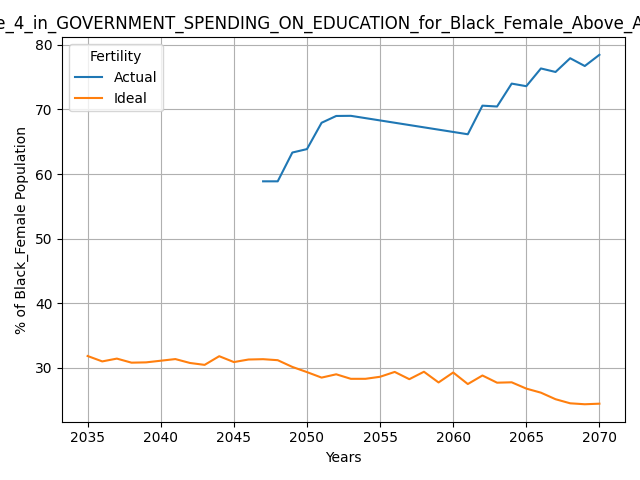 e_4_in_GOVERNMENT_SPENDING_ON_EDUCATION_for_Black_Female_Above_A
Fertility
Actual
Ideal
% of Black_Female Population
80
70
60
50
40
30
2035 2040 2045 2050 2055 2060 2065 2070
Years